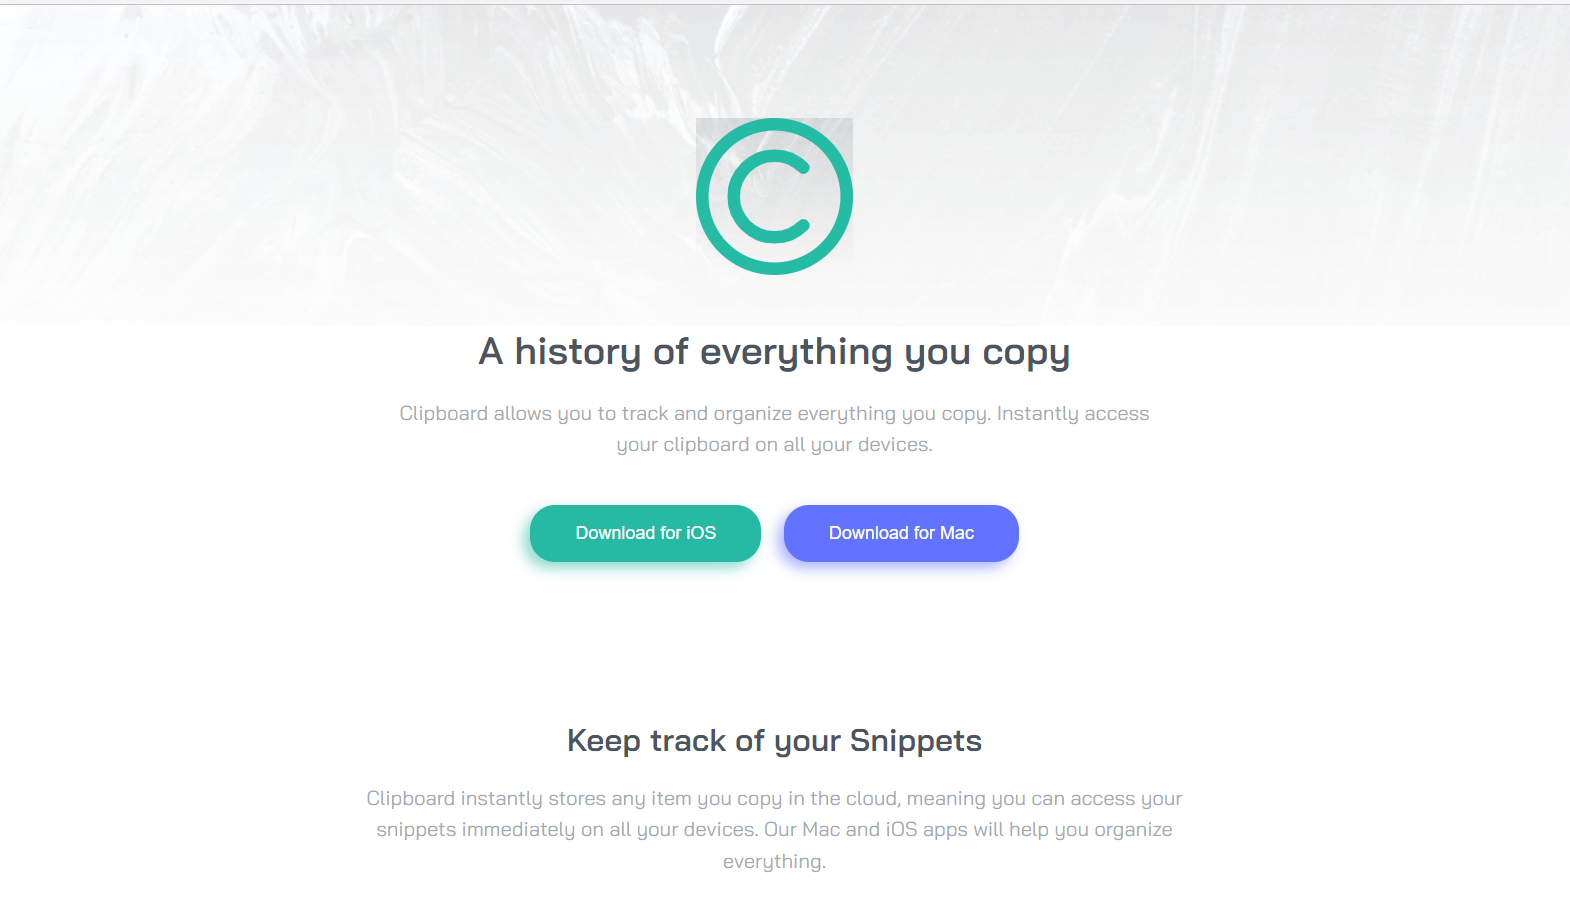 A history of everything you copy
Clipboard allows you to track and organize everything you copy. Instantly access
your clipboard on all your devices.
Download for iOS
Download for Mac
Keep track of your Snippets
Clipboard instantly stores any item you copy in the cloud, meaning you can access your
snippets immediately on all your devices. Our Mac and iOS apps will help you organize
everything.